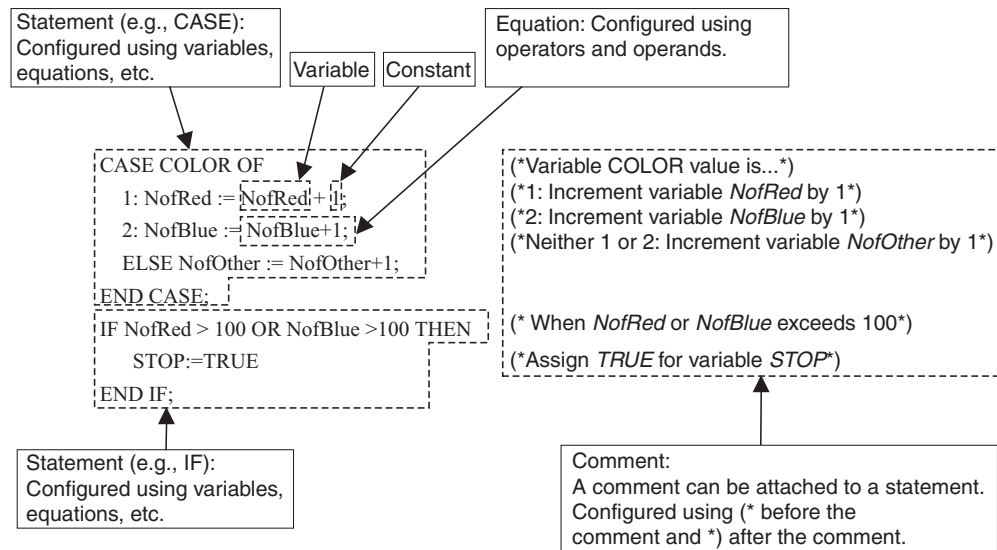 Statement (e.g., CASE):
Configured using variables,
equations, etc.
Variable
Constant
Equation: Configured using
operators and operands.
CASE COLOR OF
1: NofRed := NofRed + 1;
2: NofBlue := NofBlue+1;
ELSE NofOther := NofOther+1;
END CASE;
IF NofRed > 100 OR NofBlue >100 THEN
STOP:=TRUE
END IF;
(*Variable COLOR value is...*)
(*1: Increment variable NofRed by 1*)
(*2: Increment variable NofBlue by 1*)
(*Neither 1 or 2: Increment variable NofOther by 1*)
(* When NofRed or NofBlue exceeds 100*)
(*Assign TRUE for variable STOP*)
Statement (e.g., IF):
Configured using variables,
equations, etc.
Comment:
A comment can be attached to a statement.
Configured using (* before the
comment and *) after the comment.